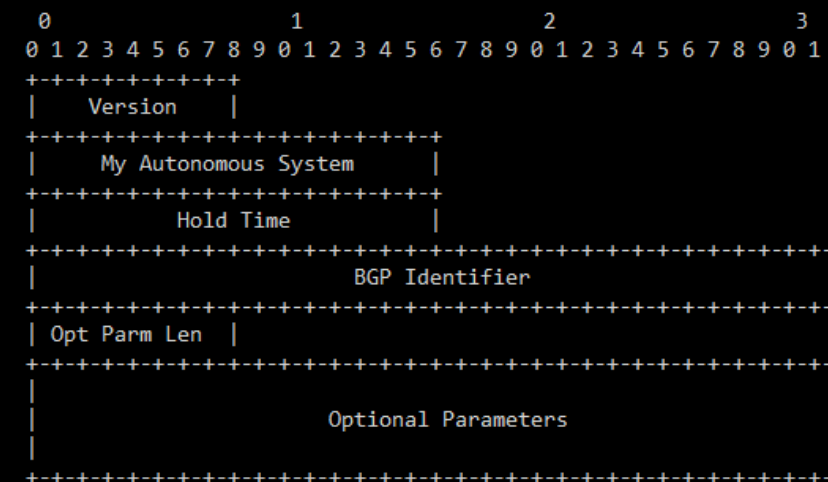 0                   1                   2                   3
0 1 2 3 4 5 6 7 8 9 0 1 2 3 4 5 6 7 8 9 0 1 2 3 4 5 6 7 8 9 0 1
+-+-+-+-+-+-+-+-+
|    Version    |
+-+-+-+-+-+-+-+-+-+-+-+-+-+-+-+-+
|     My Autonomous System      |
+-+-+-+-+-+-+-+-+-+-+-+-+-+-+-+-+
|           Hold Time           |
+-+-+-+-+-+-+-+-+-+-+-+-+-+-+-+-+-+-+-+-+-+-+-+-+-+-+-+-+-+-+-+-
|                         BGP Identifier
+-+-+-+-+-+-+-+-+-+-+-+-+-+-+-+-+-+-+-+-+-+-+-+-+-+-+-+-+-+-+-+-
| Opt Parm Len  |
+-+-+-+-+-+-+-+-+-+-+-+-+-+-+-+-+-+-+-+-+-+-+-+-+-+-+-+-+-+-+-+-
|
|                       Optional Parameters
|
+-+-+-+-+-+-+-+-+-+-+-+-+-+-+-+-+-+-+-+-+-+-+-+-+-+-+-+-+-+-+-+-